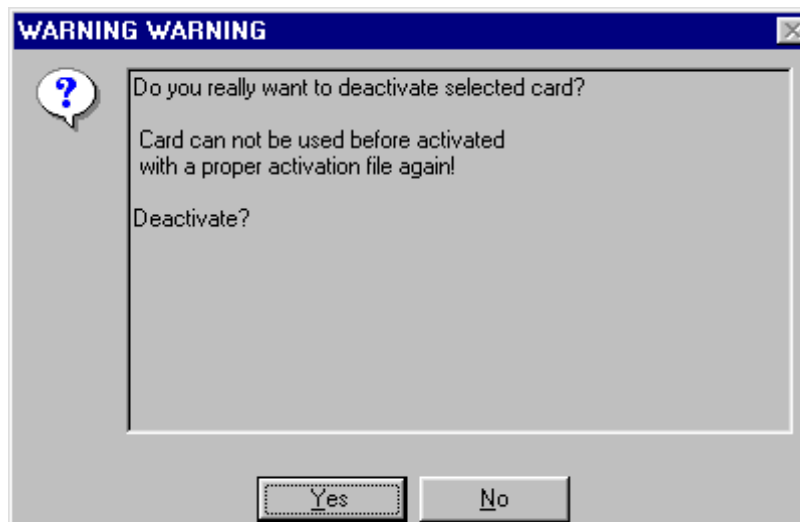 WARNING WARNING
Do you really want to deactivate selected card?
Card can not be used before activated
with a proper activation file again!
Deactivate?
Yes
No